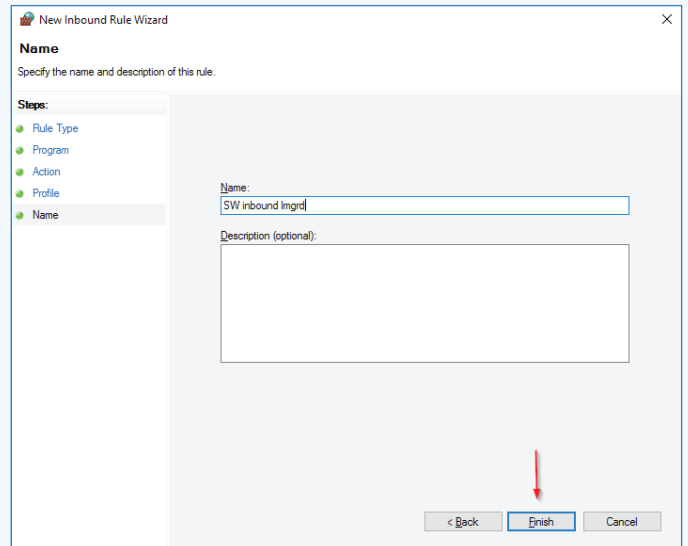 New Inbound Rule Wizard
Name
Specify the name and description of this rule.
Steps:
Rule Type
Program
Action
Profile
Name
Name:
SW inbound lmgrd
Description (optional):
< Back
Finish
Cancel